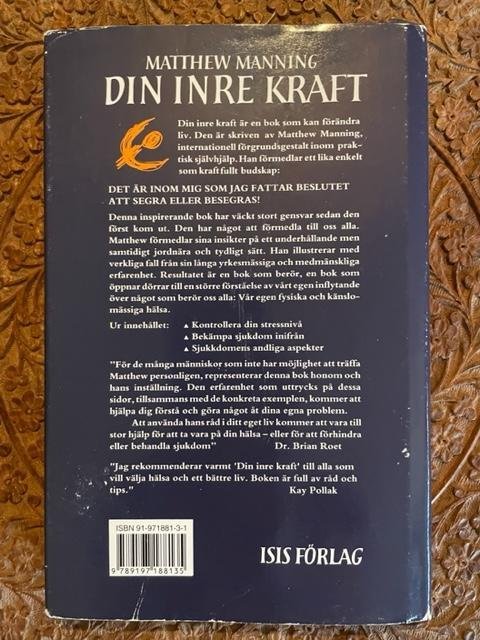 MATTHEW MANNING
DIN INRE KRAFT
Din inre kraft är en bok som kan förändra
liv. Den är skriven av Matthew Manning,
internationell förgrundsgestalt inom prak-
tisk självhjälp. Han förmedlar ett lika enkelt
som kraftfullt budskap:
DET ÄR INOM MIG SOM JAG FATTAR BESLUTET
ATT SEGRA ELLER BESEGRAS!
Denna inspirerande bok har väckt stort gensvar sedan den
först kom ut. Den har något att förmedla till oss alla.
Matthew förmedlar sina insikter på ett underhållande men
samtidigt jordnära och tydligt sätt. Han illustrerar med
verkliga fall från sin långa yrkesmässiga och medmänskliga
erfarenhet. Resultatet är en bok som berör, en bok som
öppnar dörrar till en större förståelse av vårt eget inflytande
över något som berör oss alla: Vår egen fysiska och känslo-
mässiga hälsa.
Ur innehållet: ▲ Kontrollera din stressnivå
▲ Bekämpa sjukdom inifrån
▲ Sjukkdomens andliga aspekter
"För de många människor som inte har möjlighet att träffa
Matthew personligen, representerar denna bok honom och
hans inställning. Den erfarenhet som uttrycks på dessa
sidor, tillsammans med de konkreta exemplen, kommer att
hjälpa dig förstå och göra något åt dina egna problem.
Att använda hans råd i ditt eget liv kommer att vara till
stor hjälp för att ta vara på din hälsa – eller för att förhindra
eller behandla sjukdom" Dr. Brian Roet
"Jag rekommenderar varmt 'Din inre kraft' till alla som
vill välja hälsa och ett bättre liv. Boken är full av råd och
tips." Kay Pollak
ISBN 91-971881-3-1
9 789197 188135
ISIS FÖRLAG